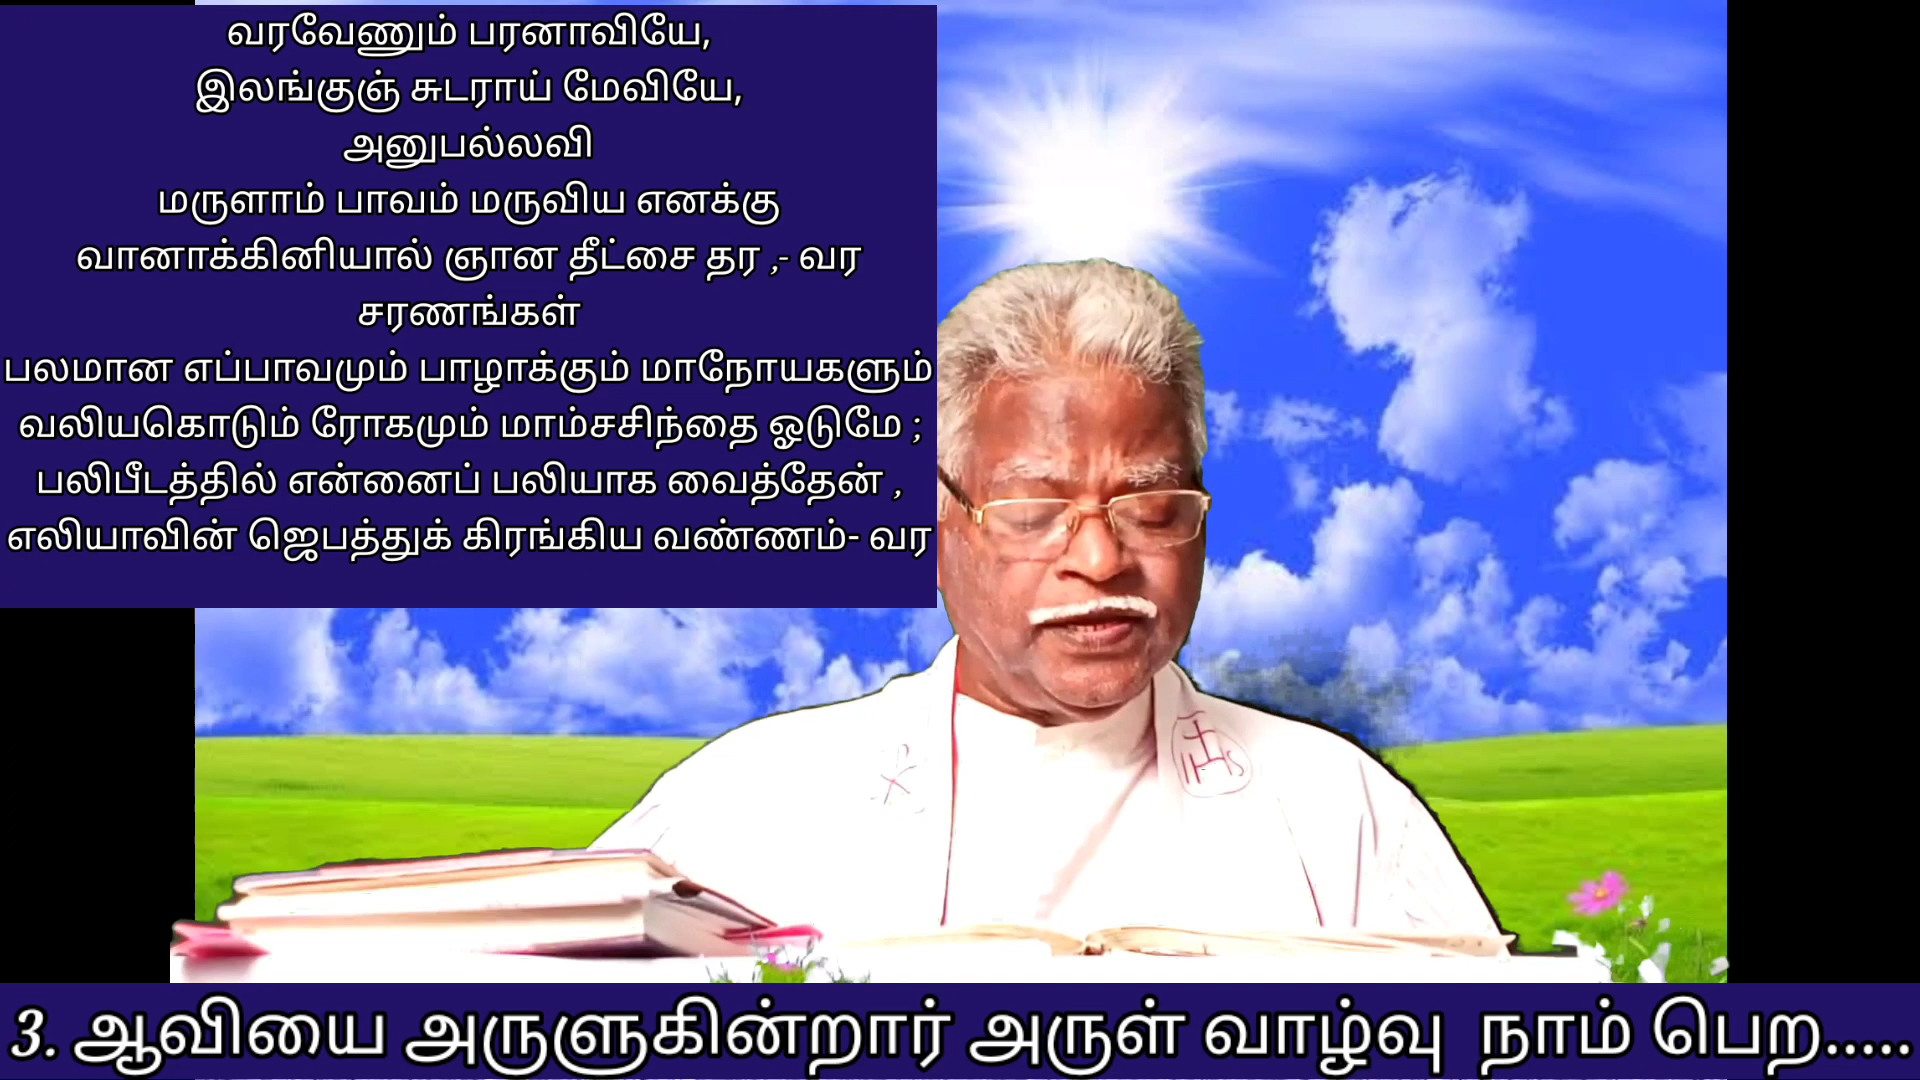 வரவேணும் பரனாவியே,
இலங்குஞ் சுடராய் மேவியே,
அனுபல்லவி
மருளாம் பாவம் மருவிய எனக்கு
வானாக்கினியால் ஞான தீட்சை தர ,- வர
சரணங்கள்
பலமான எப்பாவமும் பாழாக்கும் மாநோயகளும்
வலியகொடும் ரோகமும் மாம்சசிந்தை ஓடுமே ;
பலிபீடத்தில் என்னைப் பலியாக வைத்தேன் ,
எலியாவின் ஜெபத்துக் கிரங்கிய வண்ணம்- வர
IHS
3. ஆவியை அருளுகின்றார் அருள் வாழ்வு நாம் பெற.....